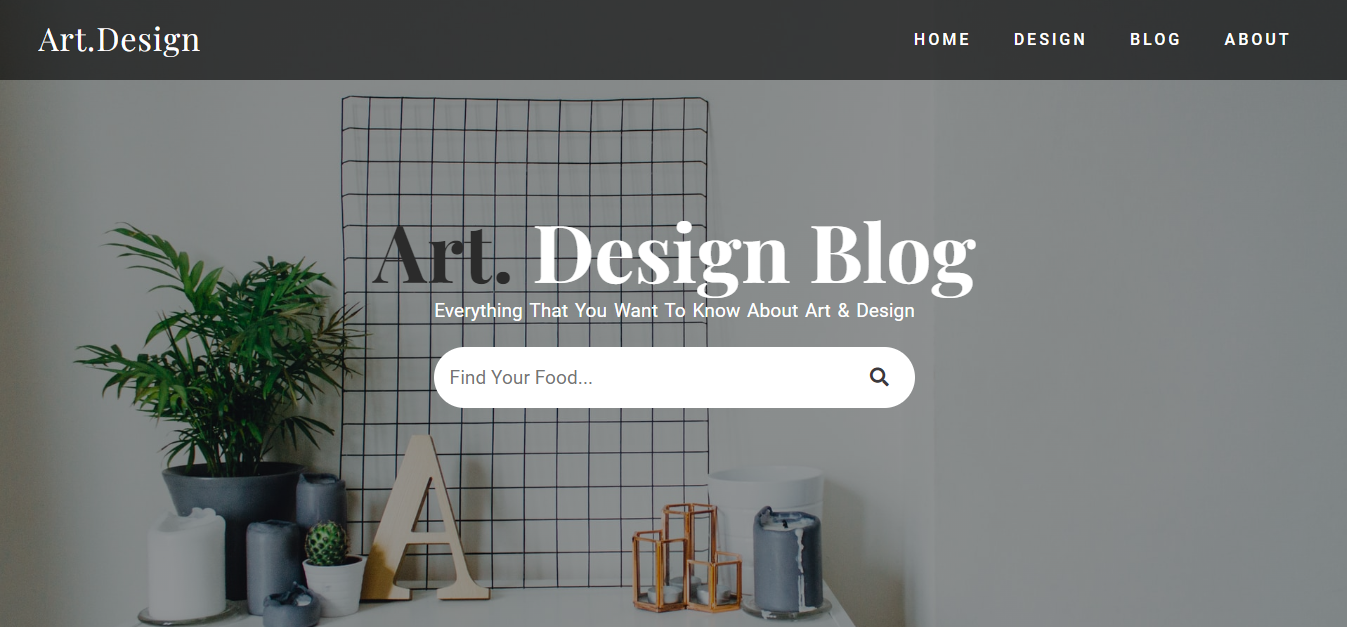 Art.Design
HOME DESIGN BLOG ABOUT
Art. Design Blog
Everything That You Want To Know About Art & Design
Find Your Food...
A